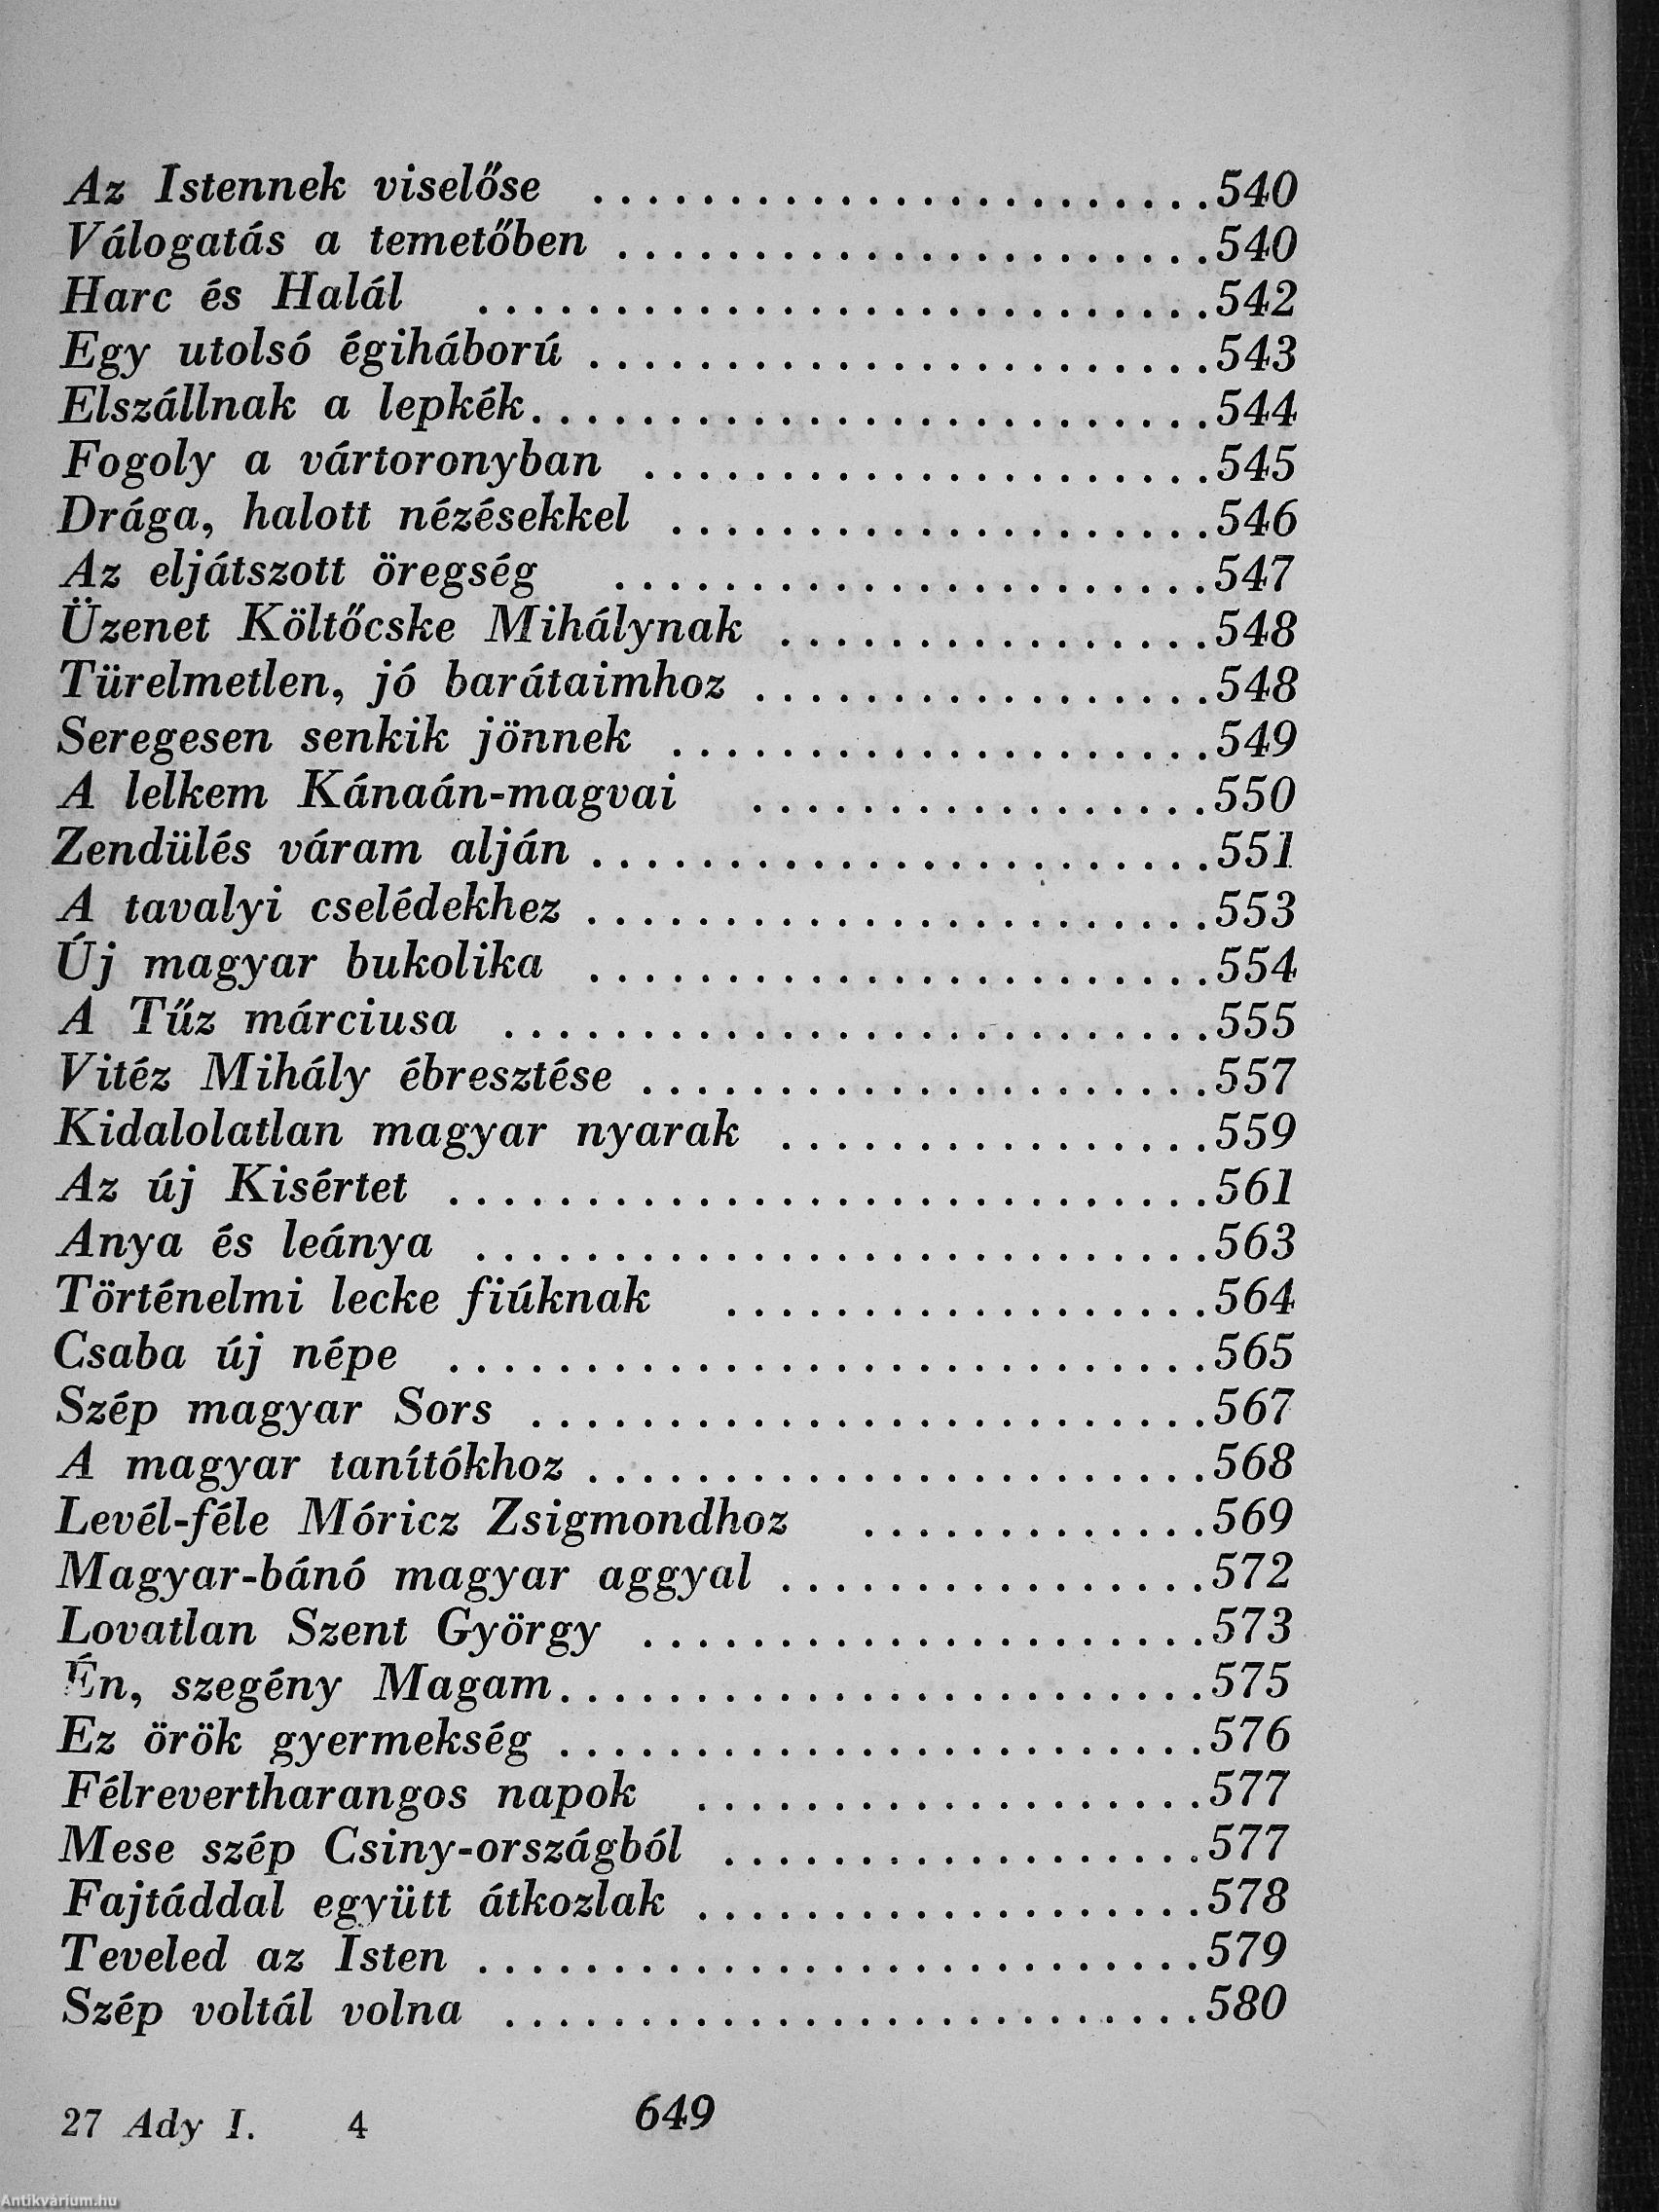 Az Istennek viselőse ........................540
Válogatás a temetőben ......................540
Harc és Halál ...........................542
Egy utolsó égiháború .......................543
Elszállnak a lepkék.........................544
Fogoly a vártoronyban .....................545
Drága, halott nézésekkel ....................546
Az eljátszott öregség ......................547
Üzenet Költőcske Mihálynak ................548
Türelmetlen, jó barátaimhoz .................548
Seregesen senkik jönnek ....................549
A lelkem Kánaán-magvai .................550
Zendülés váram alján .......................551
A tavalyi cselédekhez .......................553
Új magyar bukolika .......................554
A Tűz márciusa ..........................555
Vitéz Mihály ébresztése .....................557
Kidalolatlan magyar nyarak ................559
Az új Kisértet ............................561
Anya és leánya ...........................563
Történelmi lecke fiúknak ..................564
Csaba új népe ............................565
Szép magyar Sors .........................567
A magyar tanítókhoz .......................568
Levél-féle Móricz Zsigmondhoz .............569
Magyar-bánó magyar aggyal ................572
Lovatlan Szent György .....................573
Én, szegény Magam........................575
Ez örök gyermekség ........................576
Félrevertharangos napok ...................577
Mese szép Csiny-országból ..................577
Fajtáddal együtt átkozlak ...................578
Teveled az Isten ...........................579
Szép voltál volna ..........................580
27 Ady I. 4 649
Antikvárium.hu